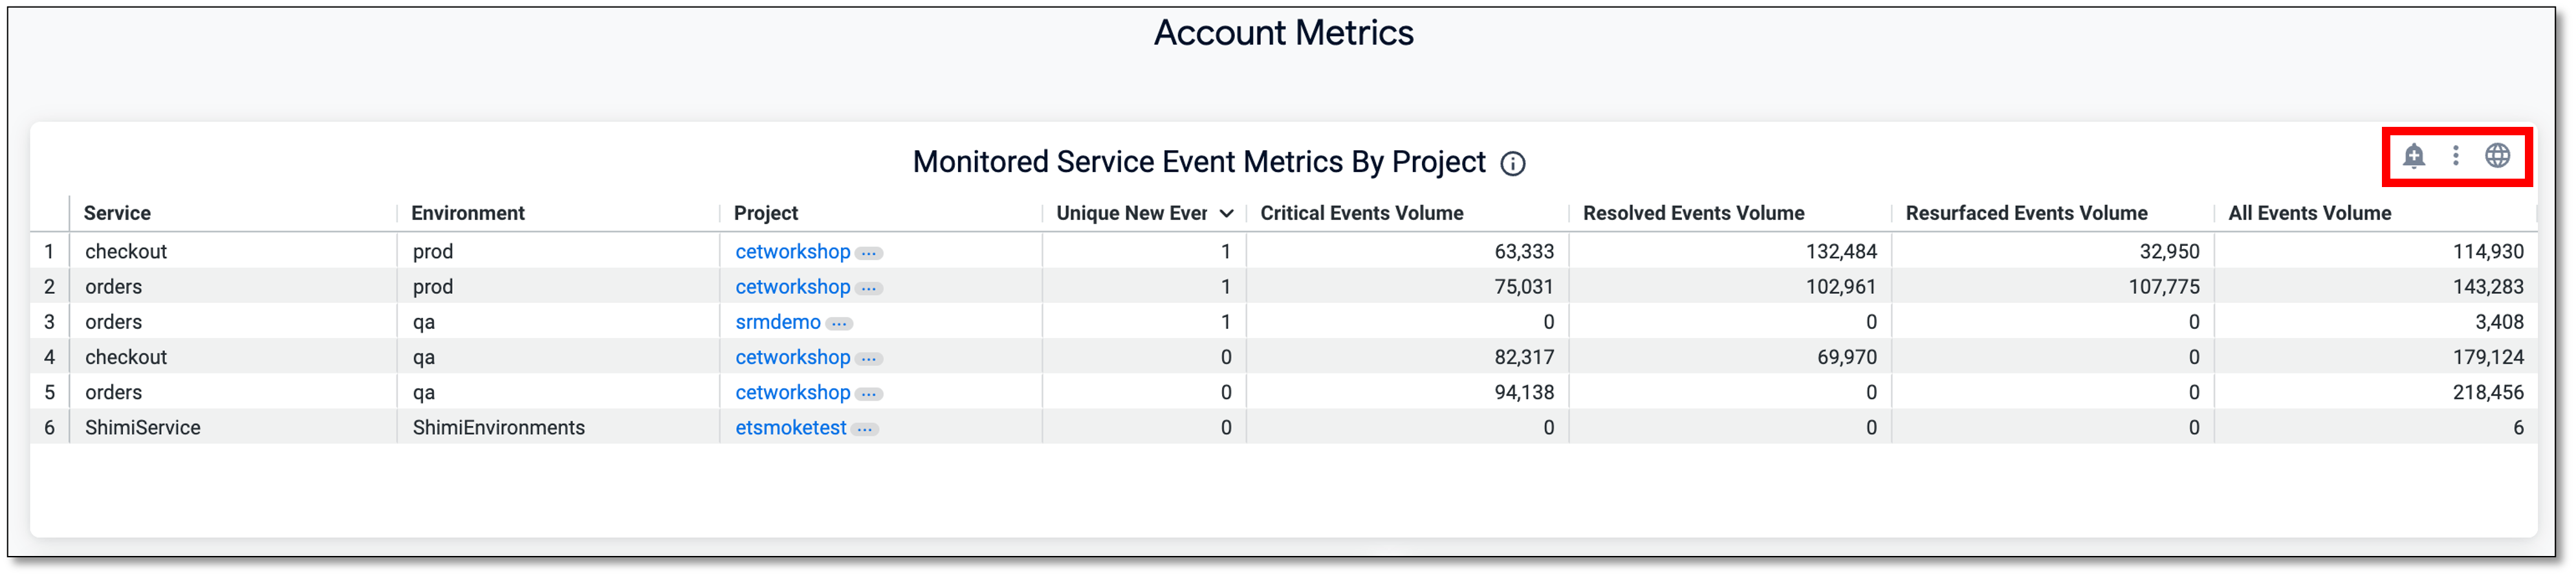 Account Metrics
Monitored Service Event Metrics By Project
Service Environment Project Unique New Ever Critical Events Volume Resolved Events Volume Resurfaced Events Volume All Events Volume
1 checkout prod cetworkshop ... 1 63,333 132,484 32,950 114,930
2 orders prod cetworkshop ... 1 75,031 102,961 107,775 143,283
3 orders qa srmdemo ... 1 0 0 0 3,408
4 checkout qa cetworkshop ... 0 82,317 69,970 0 179,124
5 orders qa cetworkshop ... 0 94,138 0 0 218,456
6 ShimiService ShimiEnvironments etsmoketest ... 0 0 0 0 6